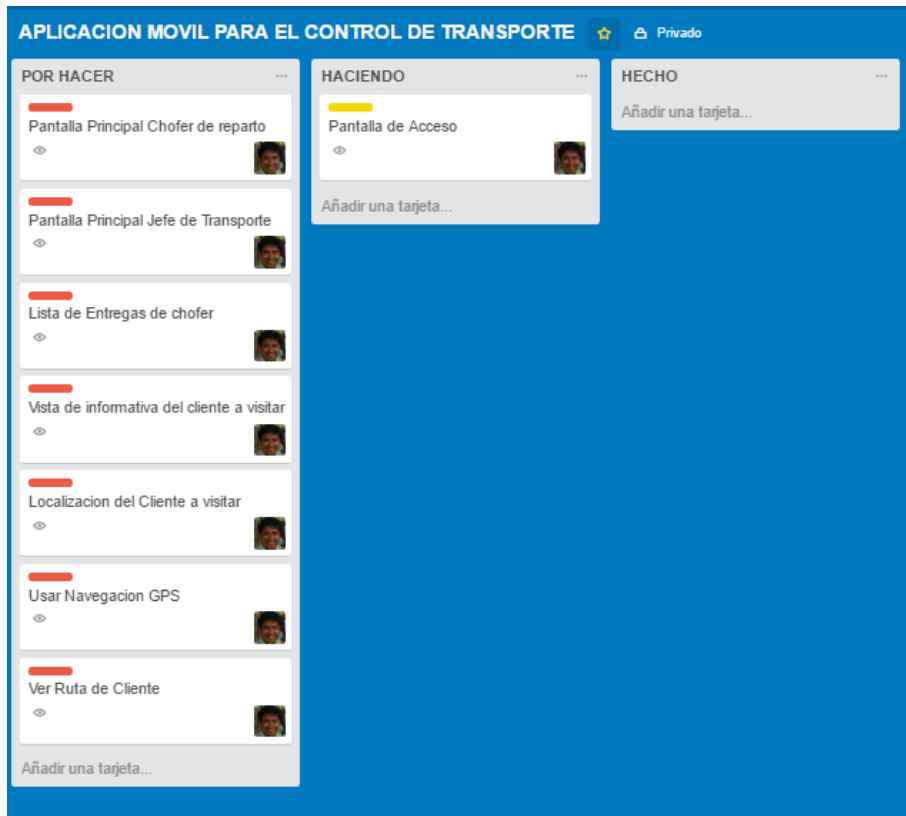 APLICACION MOVIL PARA EL CONTROL DE TRANSPORTE
Privado
POR HACER
Pantalla Principal Chofer de reparto
Pantalla Principal Jefe de Transporte
Lista de Entregas de chofer
Vista de informativa del cliente a visitar
Localizacion del Cliente a visitar
Usar Navegacion GPS
Ver Ruta de Cliente
Añadir una tarjeta...
HACIENDO
Pantalla de Acceso
Añadir una tarjeta...
HECHO
Añadir una tarjeta...